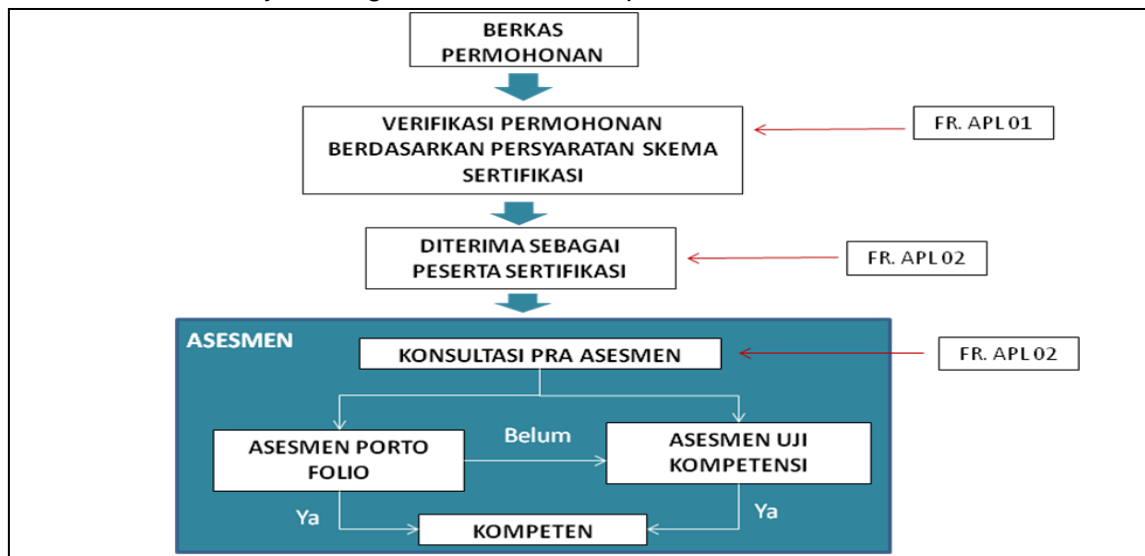 BERKAS
PERMOHONAN
VERIFIKASI PERMOHONAN
BERDASARKAN PERSYARATAN SKEMA
SERTIFIKASI
FR. APL 01
DITERIMA SEBAGAI
PESERTA SERTIFIKASI
FR. APL 02
ASESMEN
KONSULTASI PRA ASESMEN
FR. APL 02
ASESMEN PORTO
FOLIO
Belum
ASESMEN UJI
KOMPETENSI
Ya
KOMPETEN
Ya